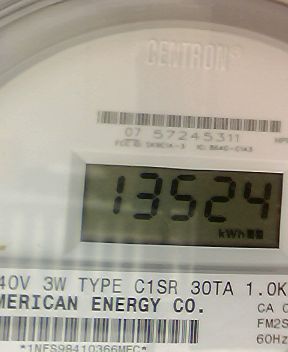 CENTRON®
07 57245311
13524
kWh
40V 3W TYPE C1SR 30TA 1.0K
MERICAN ENERGY CO.
CA
FM2S
60Hz
*1NFS98410366MEC*